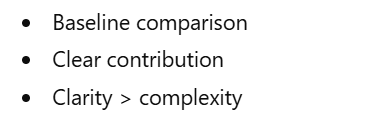 • Baseline comparison
• Clear contribution
• Clarity > complexity